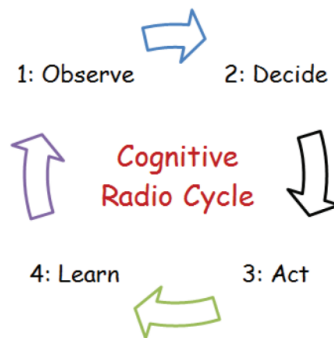 1: Observe
2: Decide
Cognitive
Radio Cycle
4: Learn
3: Act